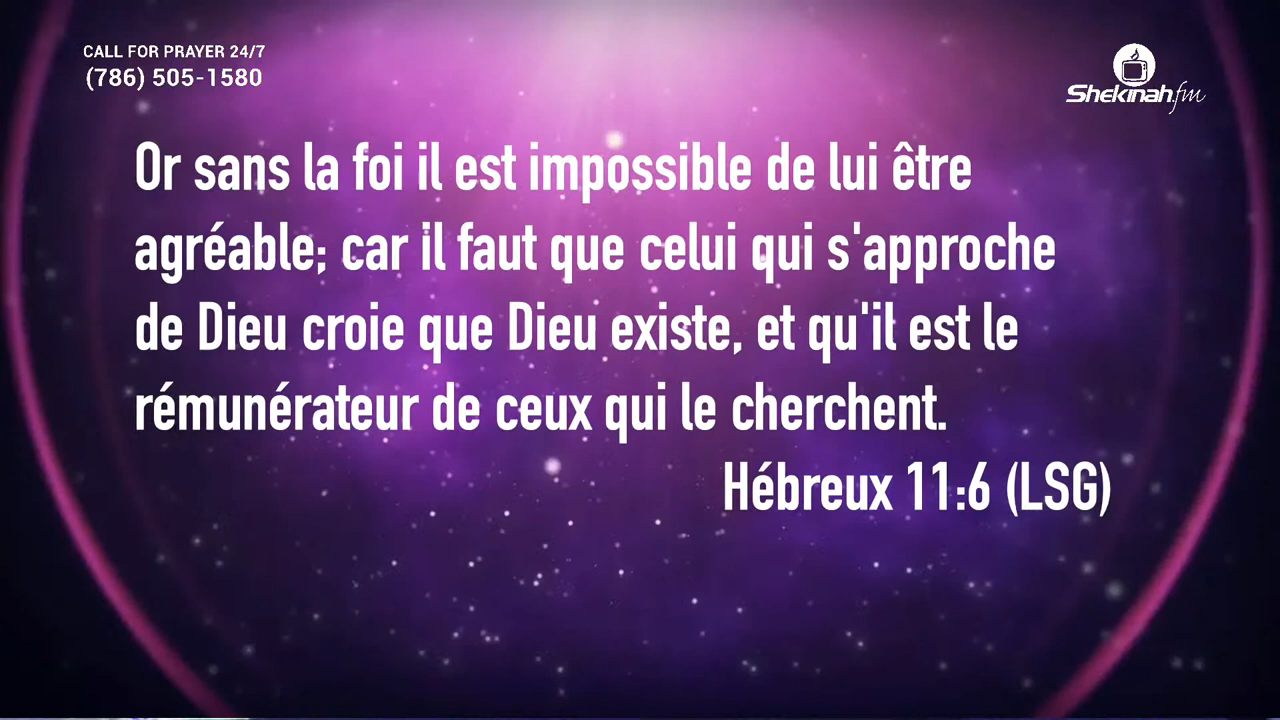 CALL FOR PRAYER 24/7
(786) 505-1580
Shekinah.fm
Or sans la foi il est impossible de lui être
agréable; car il faut que celui qui s'approche
de Dieu croie que Dieu existe, et qu'il est le
rémunérateur de ceux qui le cherchent.
Hébreux 11:6 (LSG)